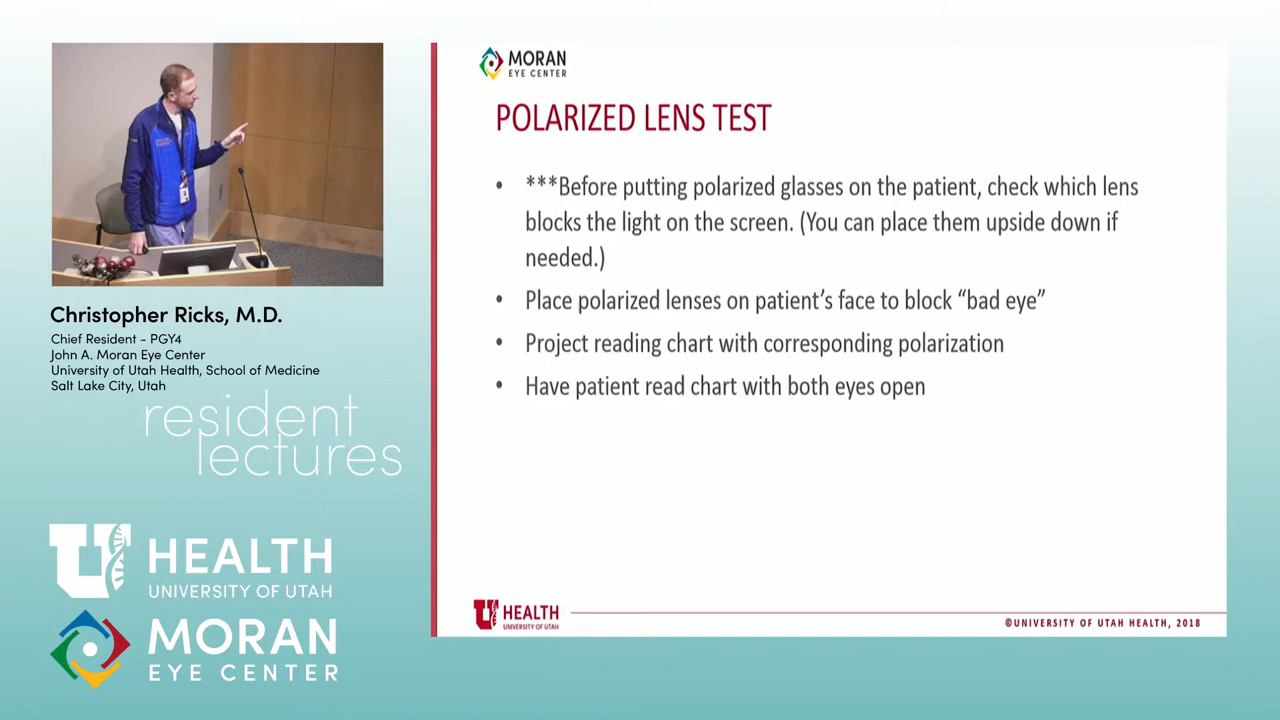 Christopher Ricks, M.D.
Chief Resident - PGY4
John A. Moran Eye Center
University of Utah Health, School of Medicine
Salt Lake City, Utah
resident
lectures
U HEALTH
UNIVERSITY OF UTAH
MORAN
EYE CENTER
MORAN
EYE CENTER
POLARIZED LENS TEST
• ***Before putting polarized glasses on the patient, check which lens
blocks the light on the screen. (You can place them upside down if
needed.)
• Place polarized lenses on patient’s face to block “bad eye”
• Project reading chart with corresponding polarization
• Have patient read chart with both eyes open
U HEALTH
UNIVERSITY OF UTAH
©UNIVERSITY OF UTAH HEALTH, 2018